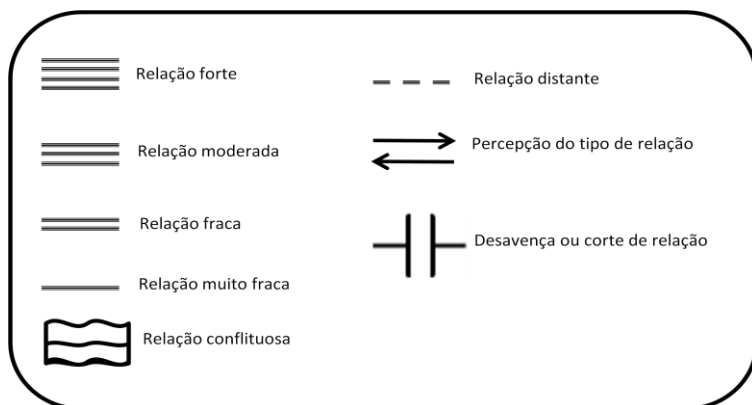 Relação forte
Relação moderada
Relação fraca
Relação muito fraca
Relação conflituosa
Relação distante
Percepção do tipo de relação
Desavença ou corte de relação